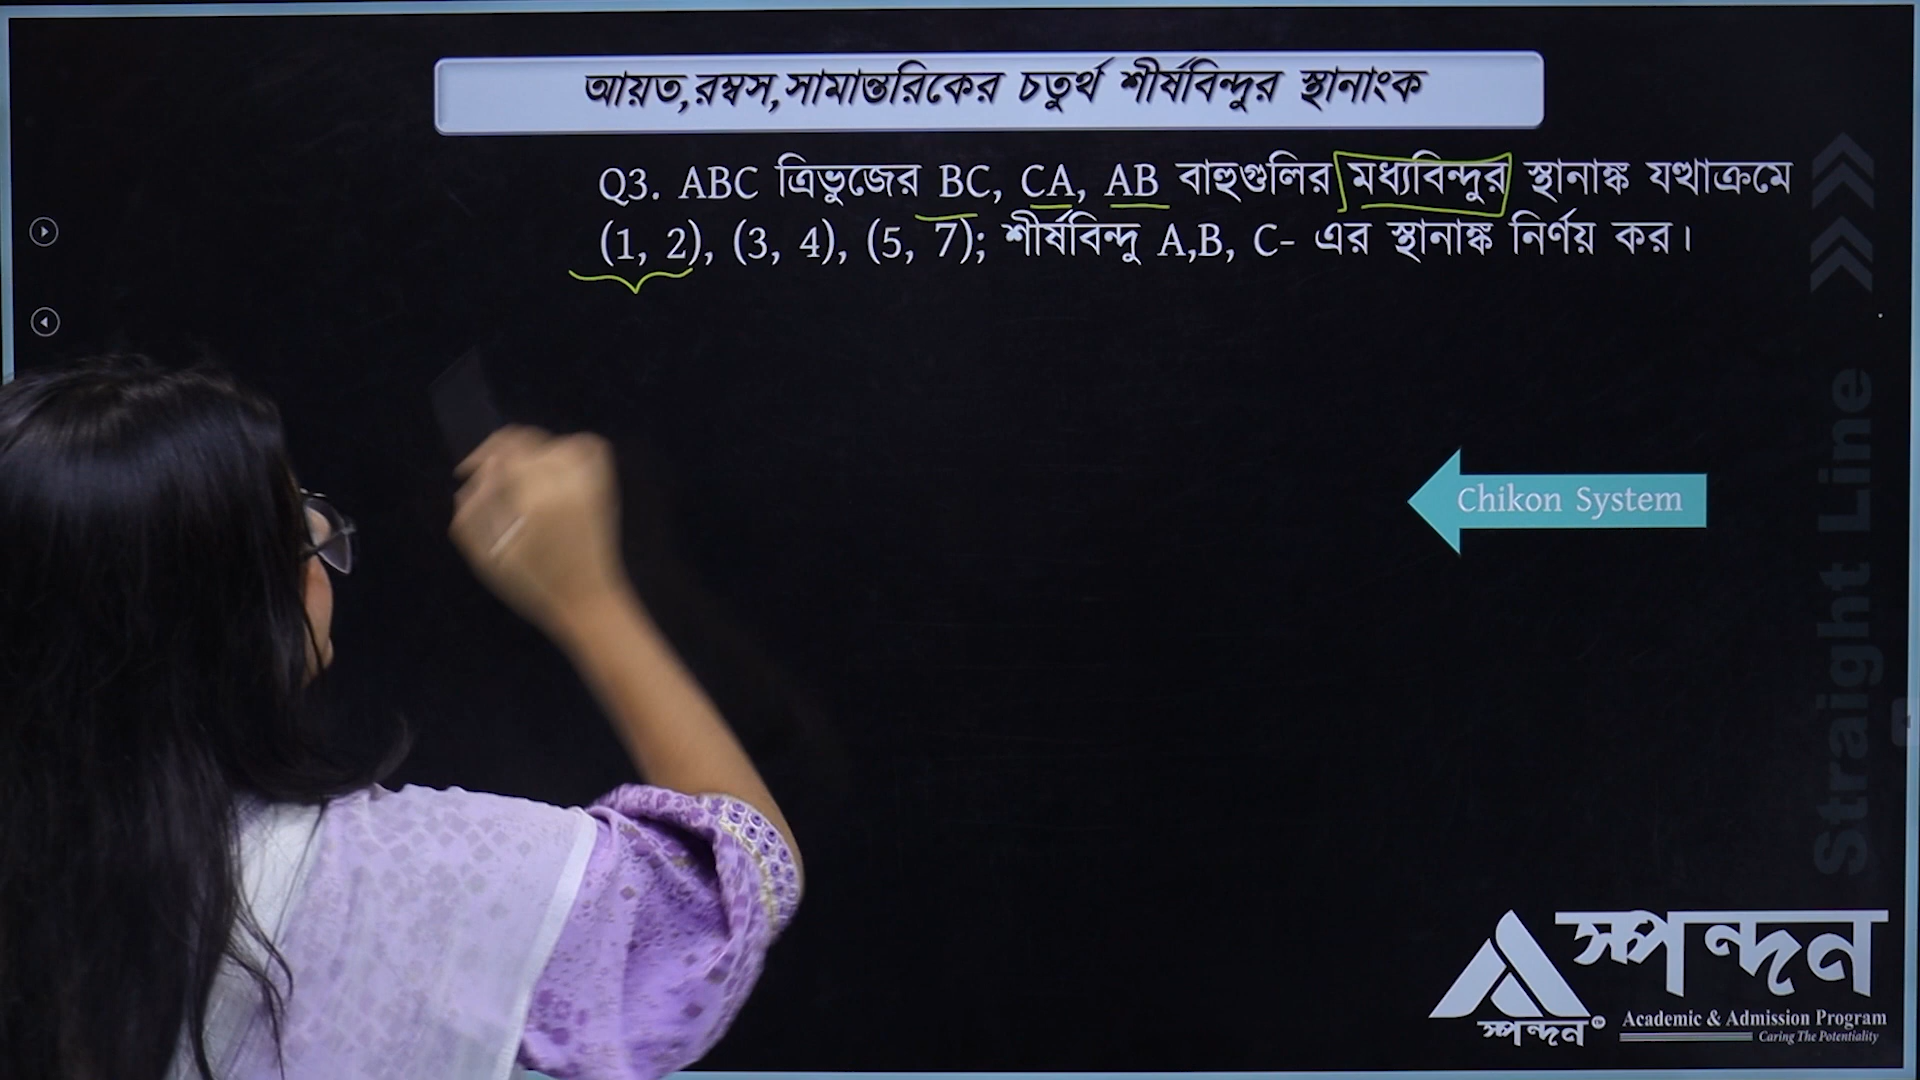 আয়ত,রম্বস,সামান্তরিকের চতুর্থ শীর্ষবিন্দুর স্থানাংক
Q3. ABC ত্রিভুজের BC, CA, AB বাহুগুলির মধ্যবিন্দুর স্থানাঙ্ক যথাক্রমে
(1, 2), (3, 4), (5, 7); শীর্ষবিন্দু A,B, C- এর স্থানাঙ্ক নির্ণয় কর।
Chikon System
Straight Line
স্পন্দন
স্পন্দন
Academic & Admission Program
Caring The Potentiality